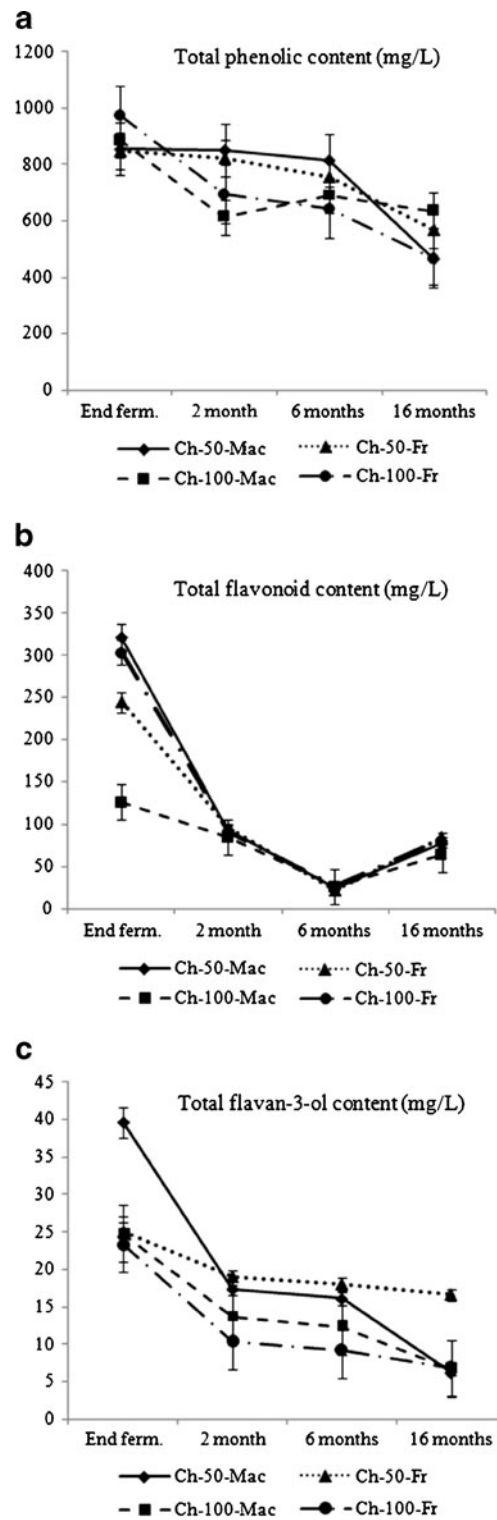 a
Total phenolic content (mg/L)
1200
1000
800
600
400
200
0
End ferm. 2 month 6 months 16 months
Ch-50-Mac Ch-50-Fr
Ch-100-Mac Ch-100-Fr
b
Total flavonoid content (mg/L)
400
350
300
250
200
150
100
50
0
End ferm. 2 month 6 months 16 months
Ch-50-Mac Ch-50-Fr
Ch-100-Mac Ch-100-Fr
c
Total flavan-3-ol content (mg/L)
45
40
35
30
25
20
15
10
5
0
End ferm. 2 month 6 months 16 months
Ch-50-Mac Ch-50-Fr
Ch-100-Mac Ch-100-Fr